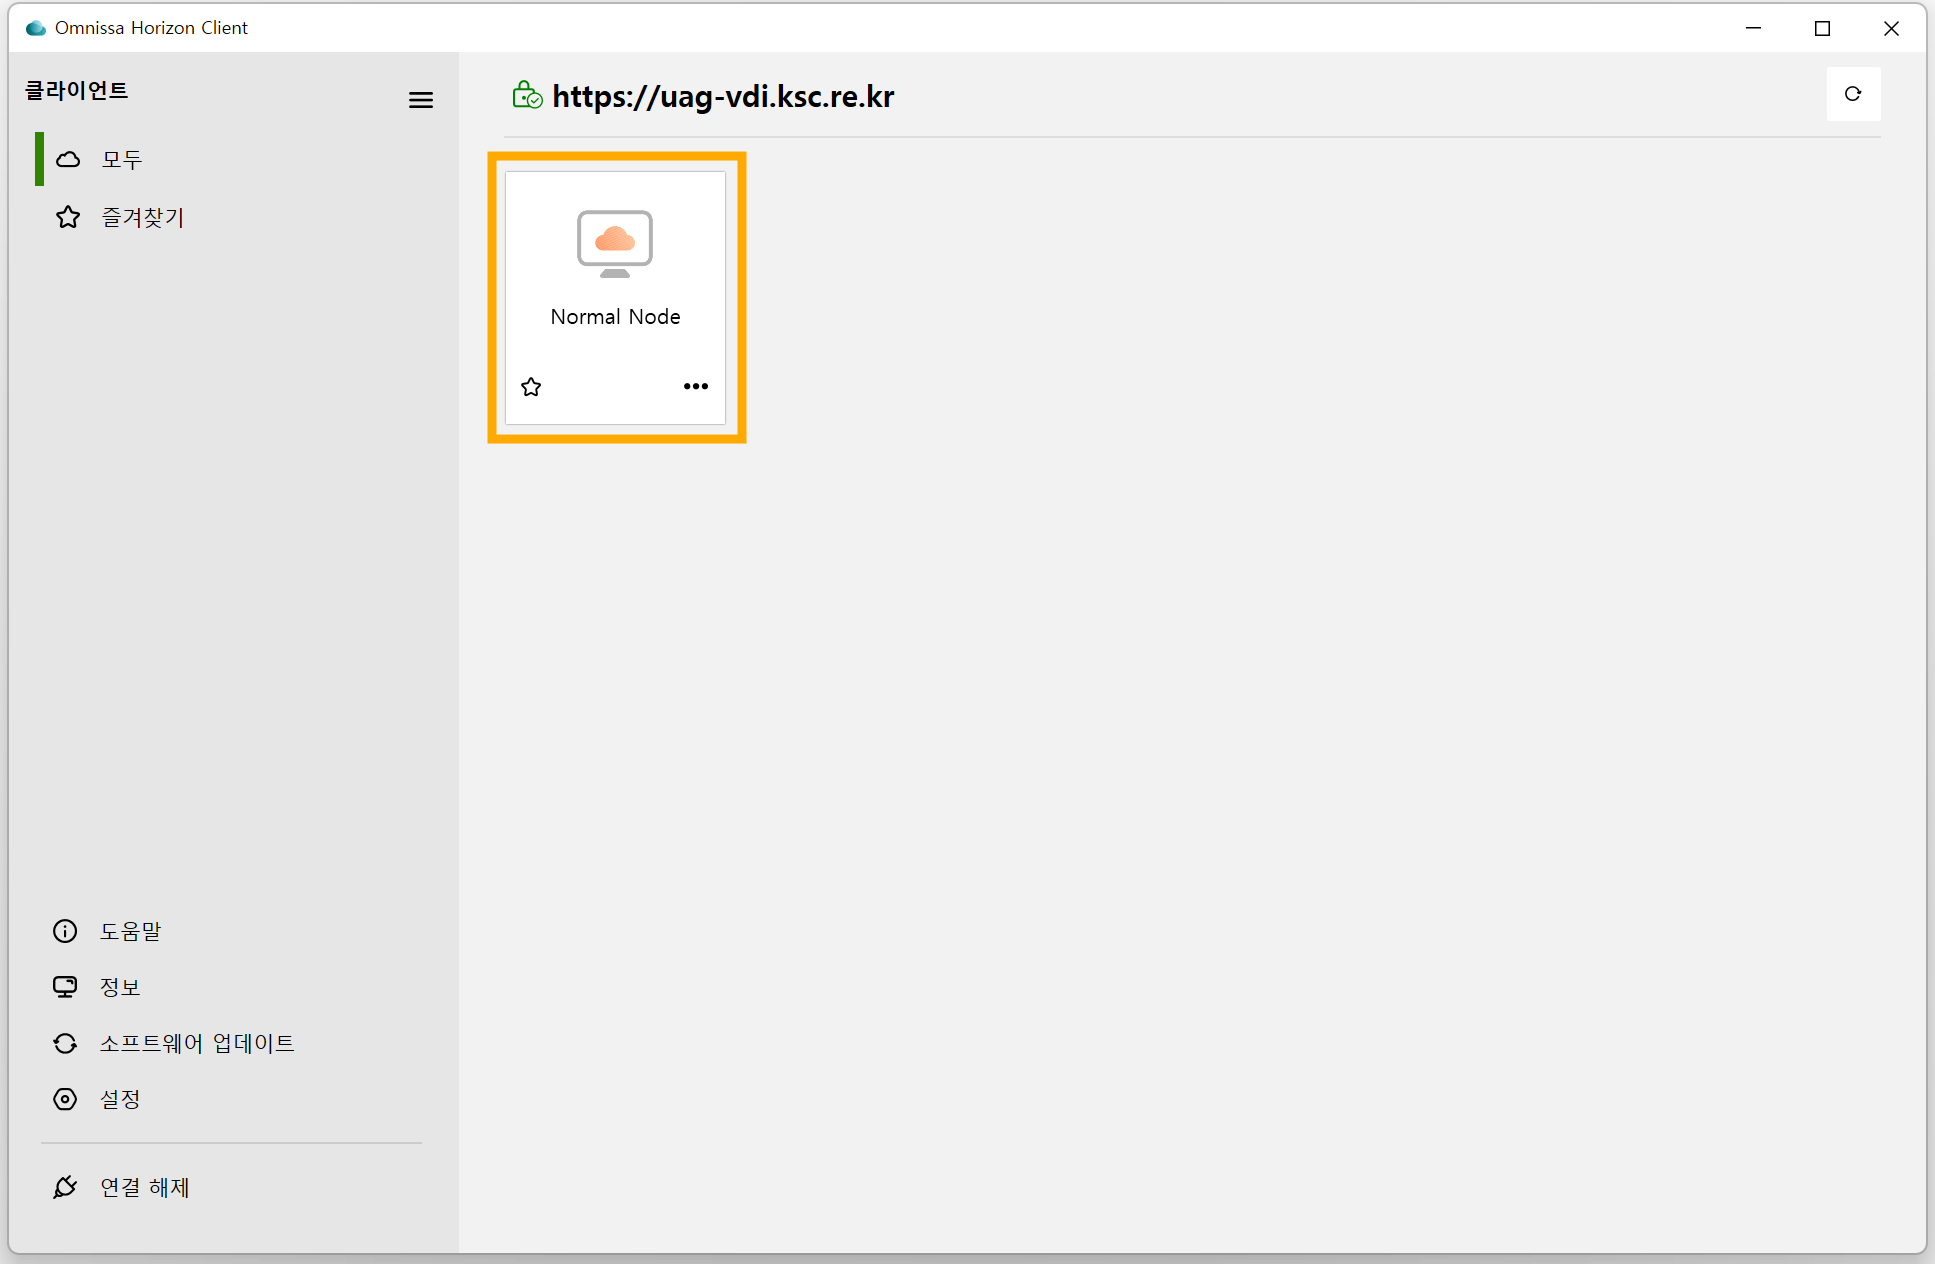 Omnissa Horizon Client
클라이언트
모두
즐겨찾기
도움말
정보
소프트웨어 업데이트
설정
연결 해제
https://uag-vdi.ksc.re.kr
Normal Node